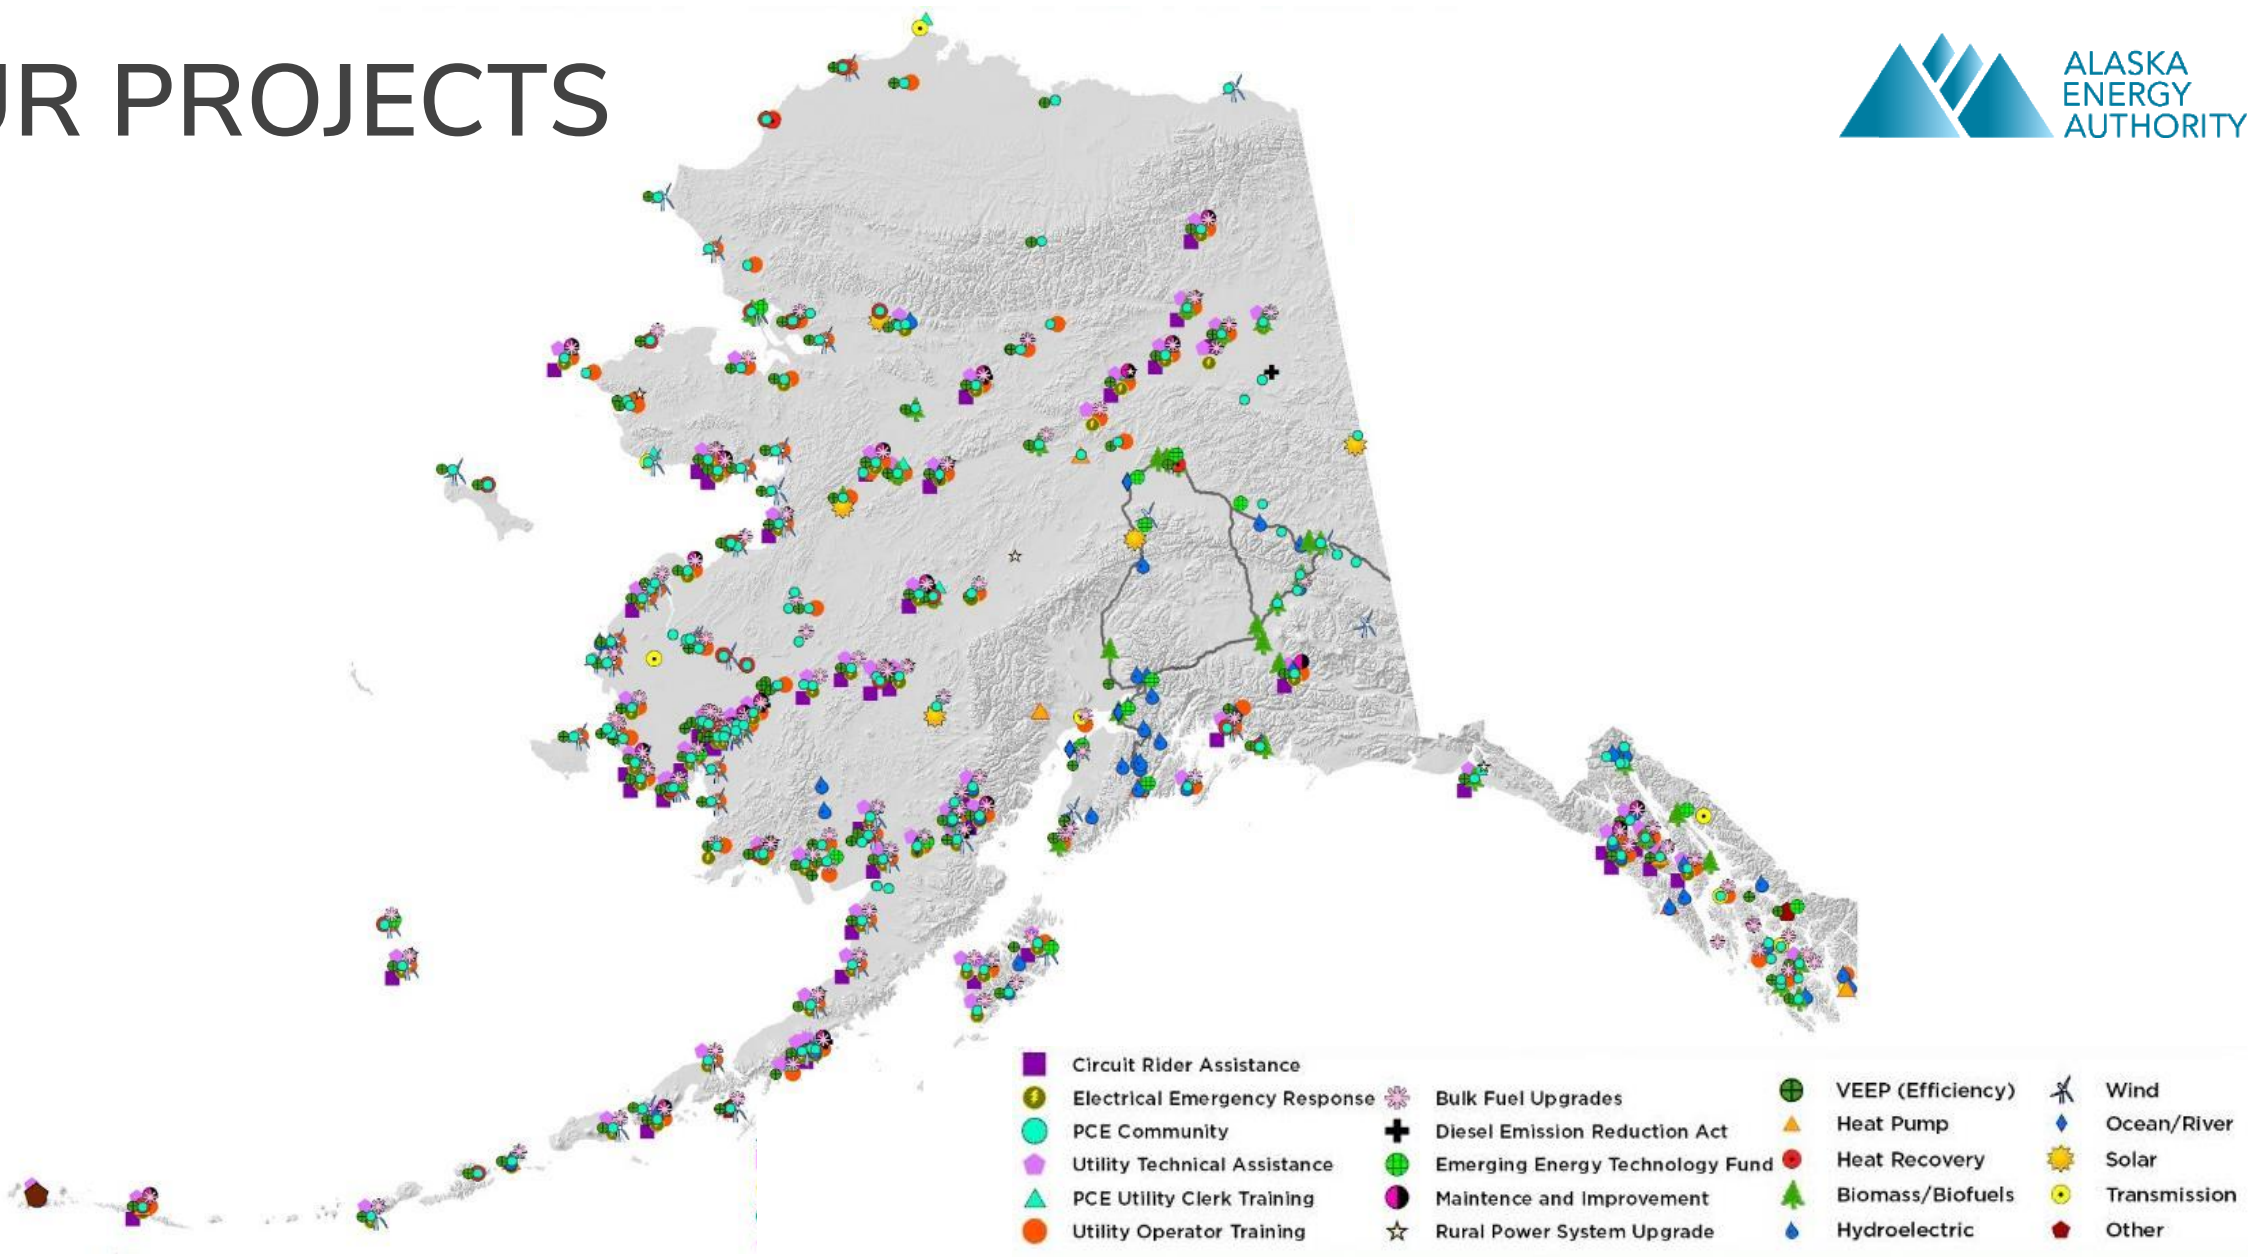 UR PROJECTS
ALASKA
ENERGY
AUTHORITY
Circuit Rider Assistance
Electrical Emergency Response
PCE Community
Utility Technical Assistance
PCE Utility Clerk Training
Utility Operator Training
Bulk Fuel Upgrades
Diesel Emission Reduction Act
Emerging Energy Technology Fund
Maintence and Improvement
Rural Power System Upgrade
VEEP (Efficiency)
Heat Pump
Heat Recovery
Biomass/Biofuels
Hydroelectric
Wind
Ocean/River
Solar
Transmission
Other